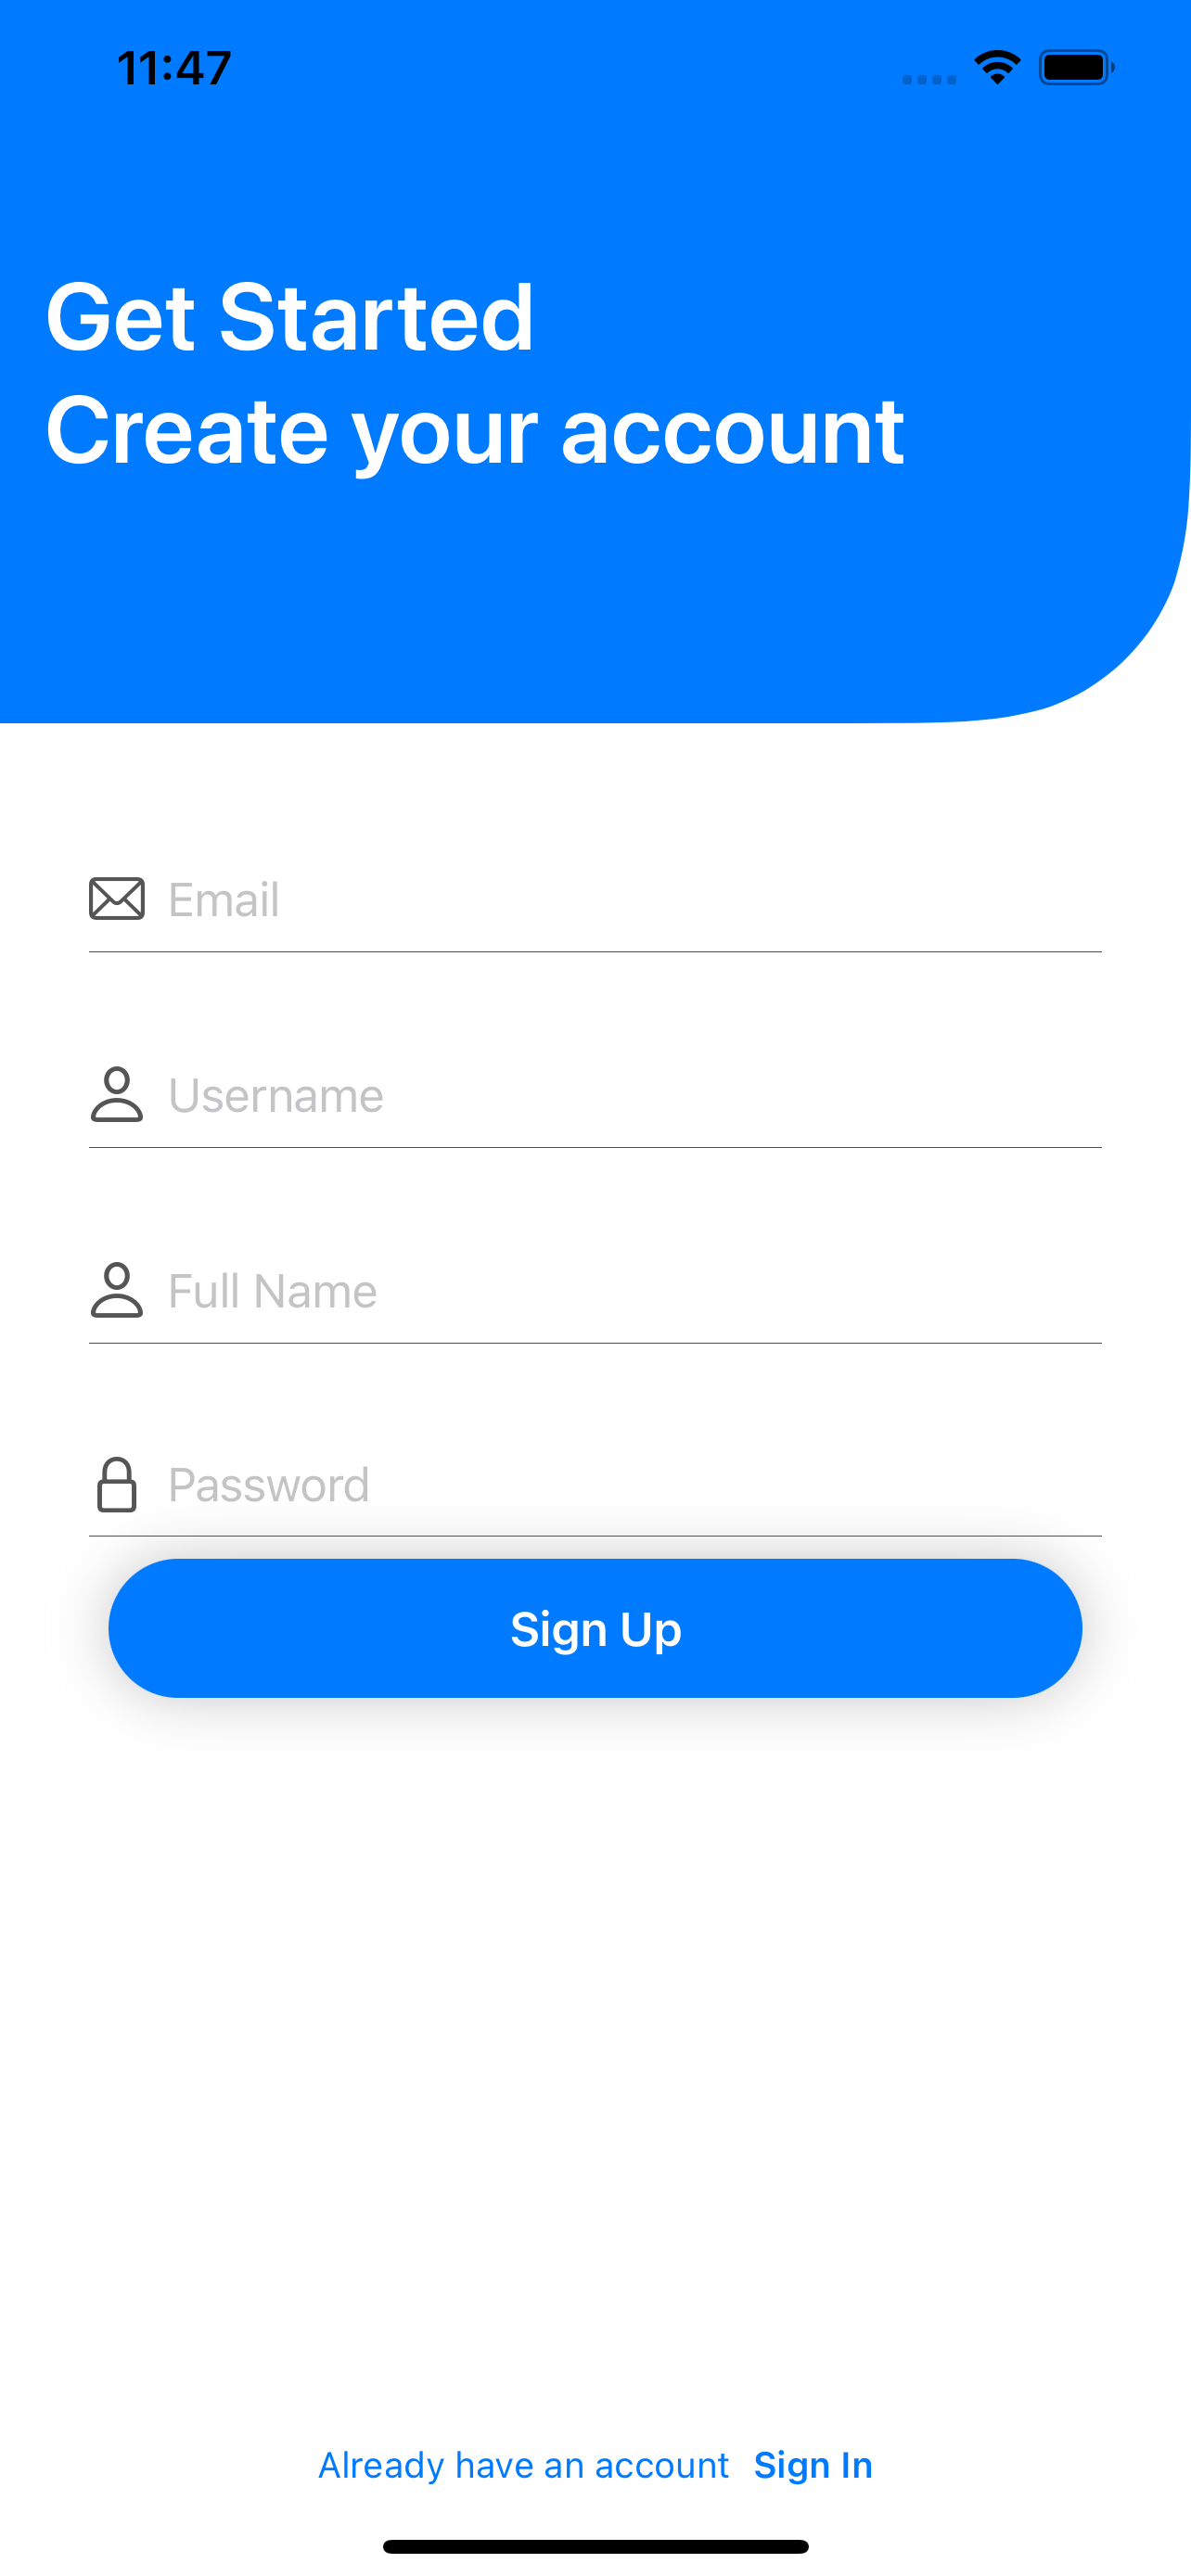 11:47
Get Started
Create your account
Email
Username
Full Name
Password
Sign Up
Already have an account Sign In